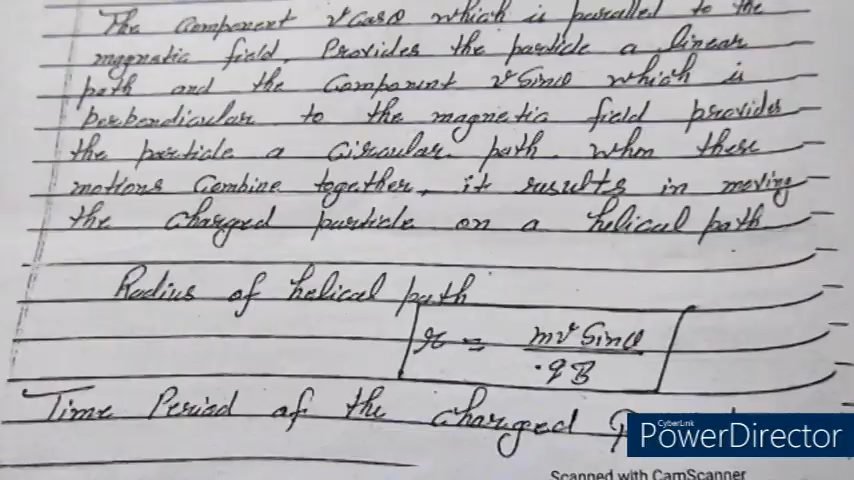 The Component vCosθ which is parallel to the
magnetic field, Provides the particle a linear
path and the Component vSinθ which is
perpendicular to the magnetic field provides
the particle a Circular path. When these
motions Combine together, it results in moving
the charged particle on a helical path
Radius of helical path
r = mv Sinθ
qB
Time Period of the charged
CyberLink
PowerDirector
Scanned with CamScanner